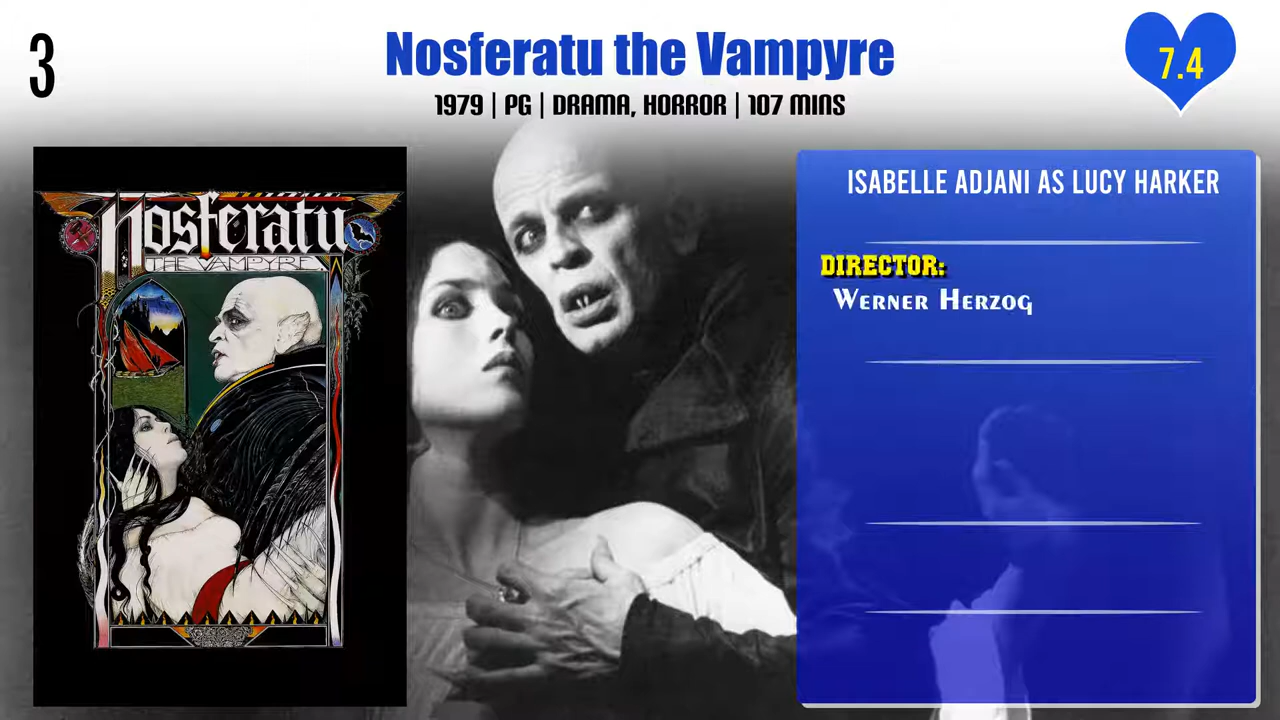 3
Nosferatu the Vampyre
7.4
1979 | PG | DRAMA, HORROR | 107 MINS
nosferatu
THE VAMPYRE
ISABELLE ADJANI AS LUCY HARKER
DIRECTOR:
Werner Herzog